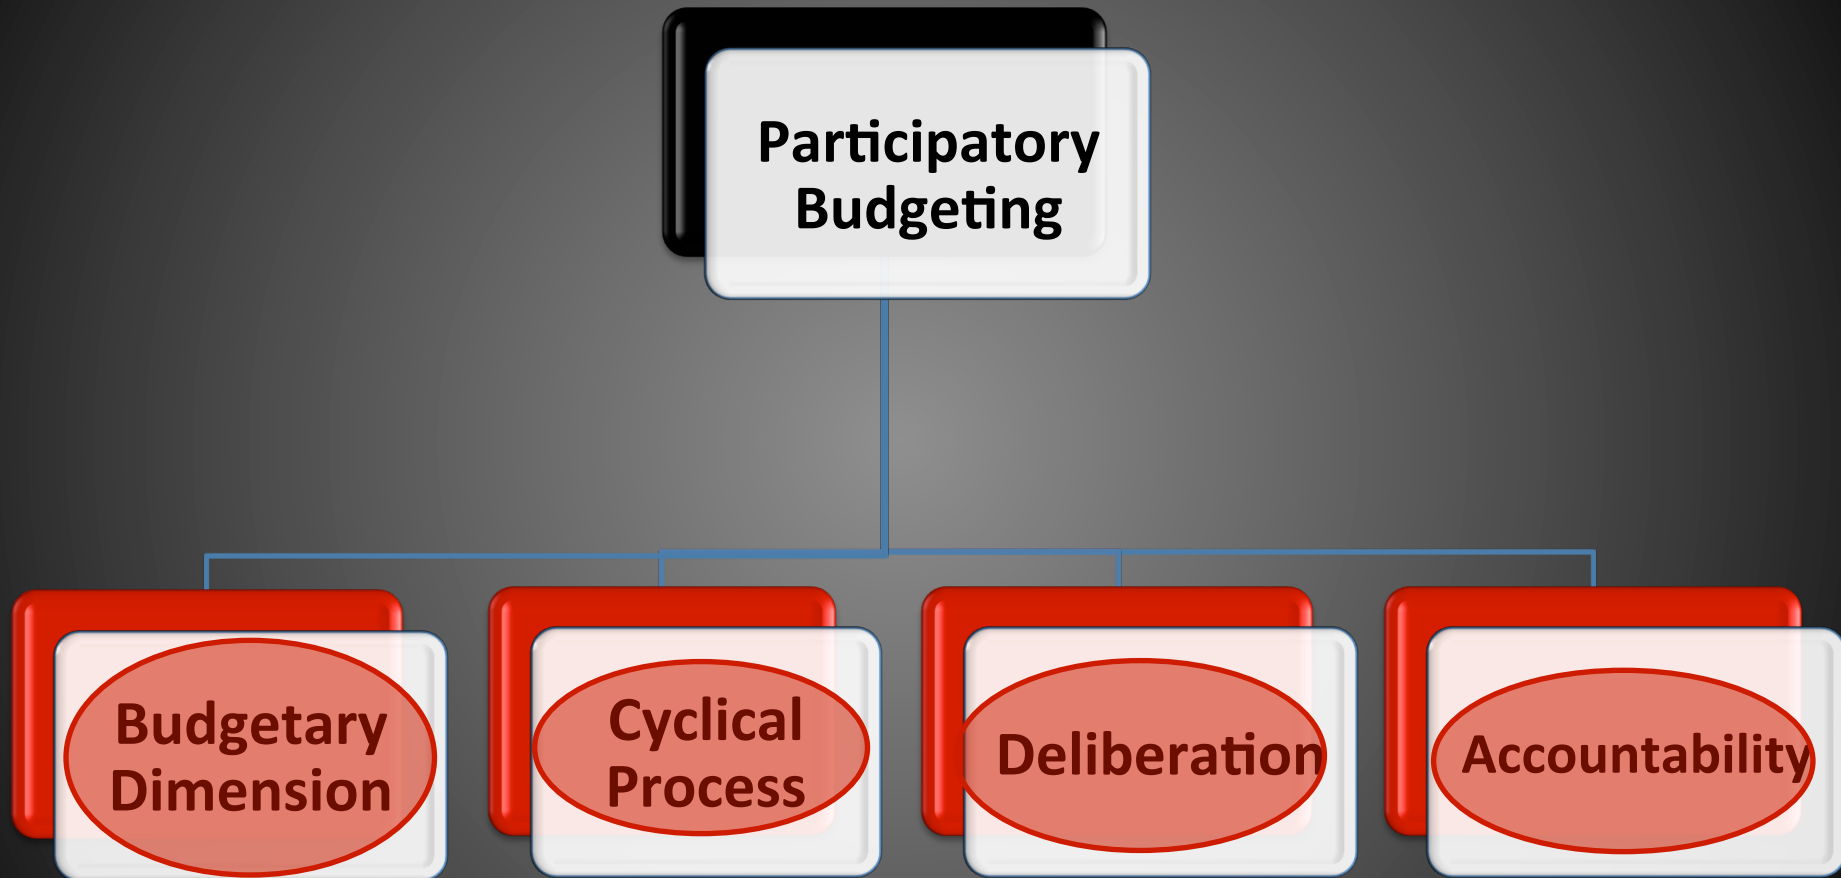 Participatory
Budgeting
Budgetary
Dimension
Cyclical
Process
Deliberation
Accountability